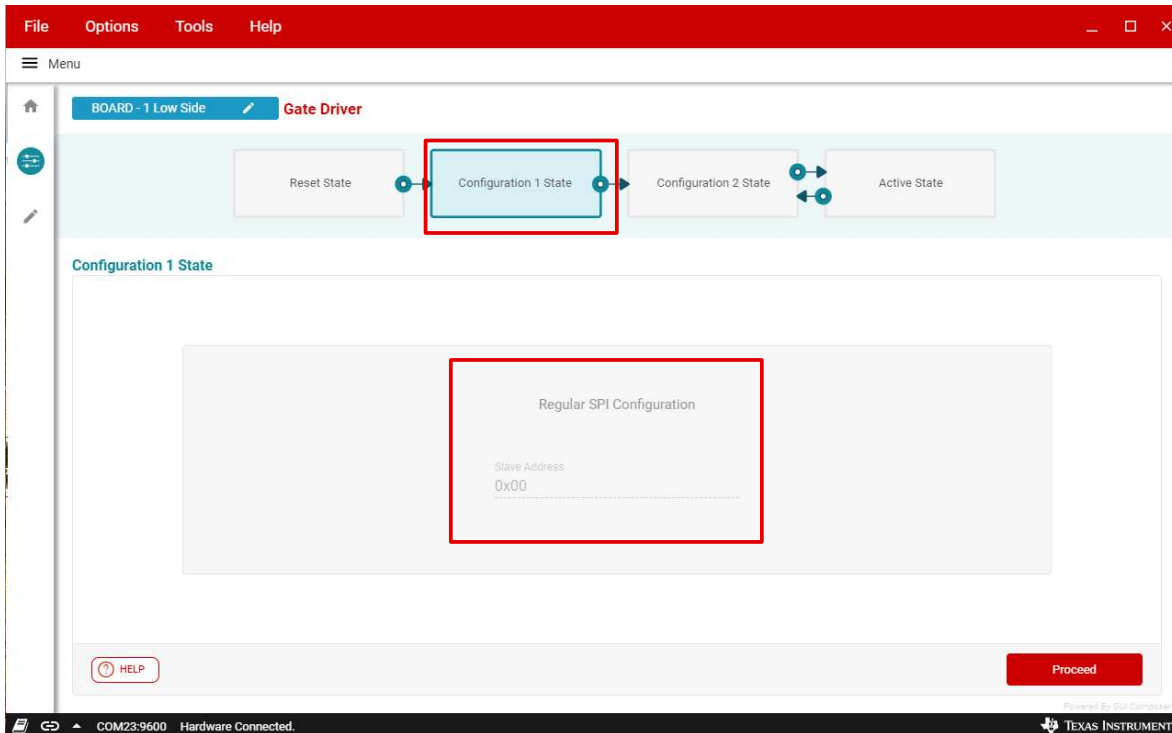 File Options Tools Help
Menu
BOARD - 1 Low Side Gate Driver
Reset State Configuration 1 State Configuration 2 State Active State
Configuration 1 State
Regular SPI Configuration
Slave Address
0x00
? HELP Proceed
Powered By GUI Composer
COM23:9600 Hardware Connected. TEXAS INSTRUMENT